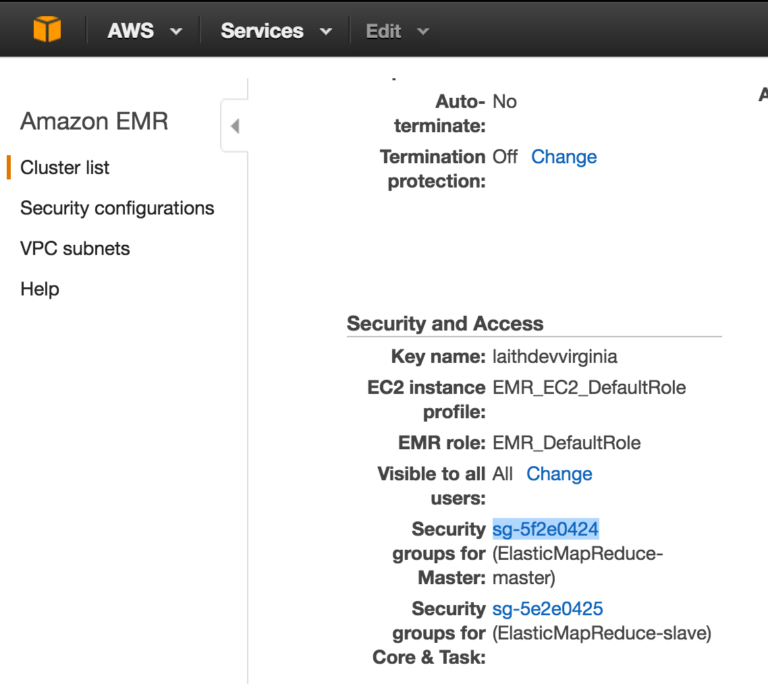 AWS Services Edit
Amazon EMR
Cluster list
Security configurations
VPC subnets
Help
Auto- No
terminate:
Termination Off Change
protection:
Security and Access
Key name: laithdevvirginia
EC2 instance EMR_EC2_DefaultRole
profile:
EMR role: EMR_DefaultRole
Visible to all All Change
users:
Security sg-5f2e0424
groups for (ElasticMapReduce-
Master: master)
Security sg-5e2e0425
groups for (ElasticMapReduce-slave)
Core & Task: